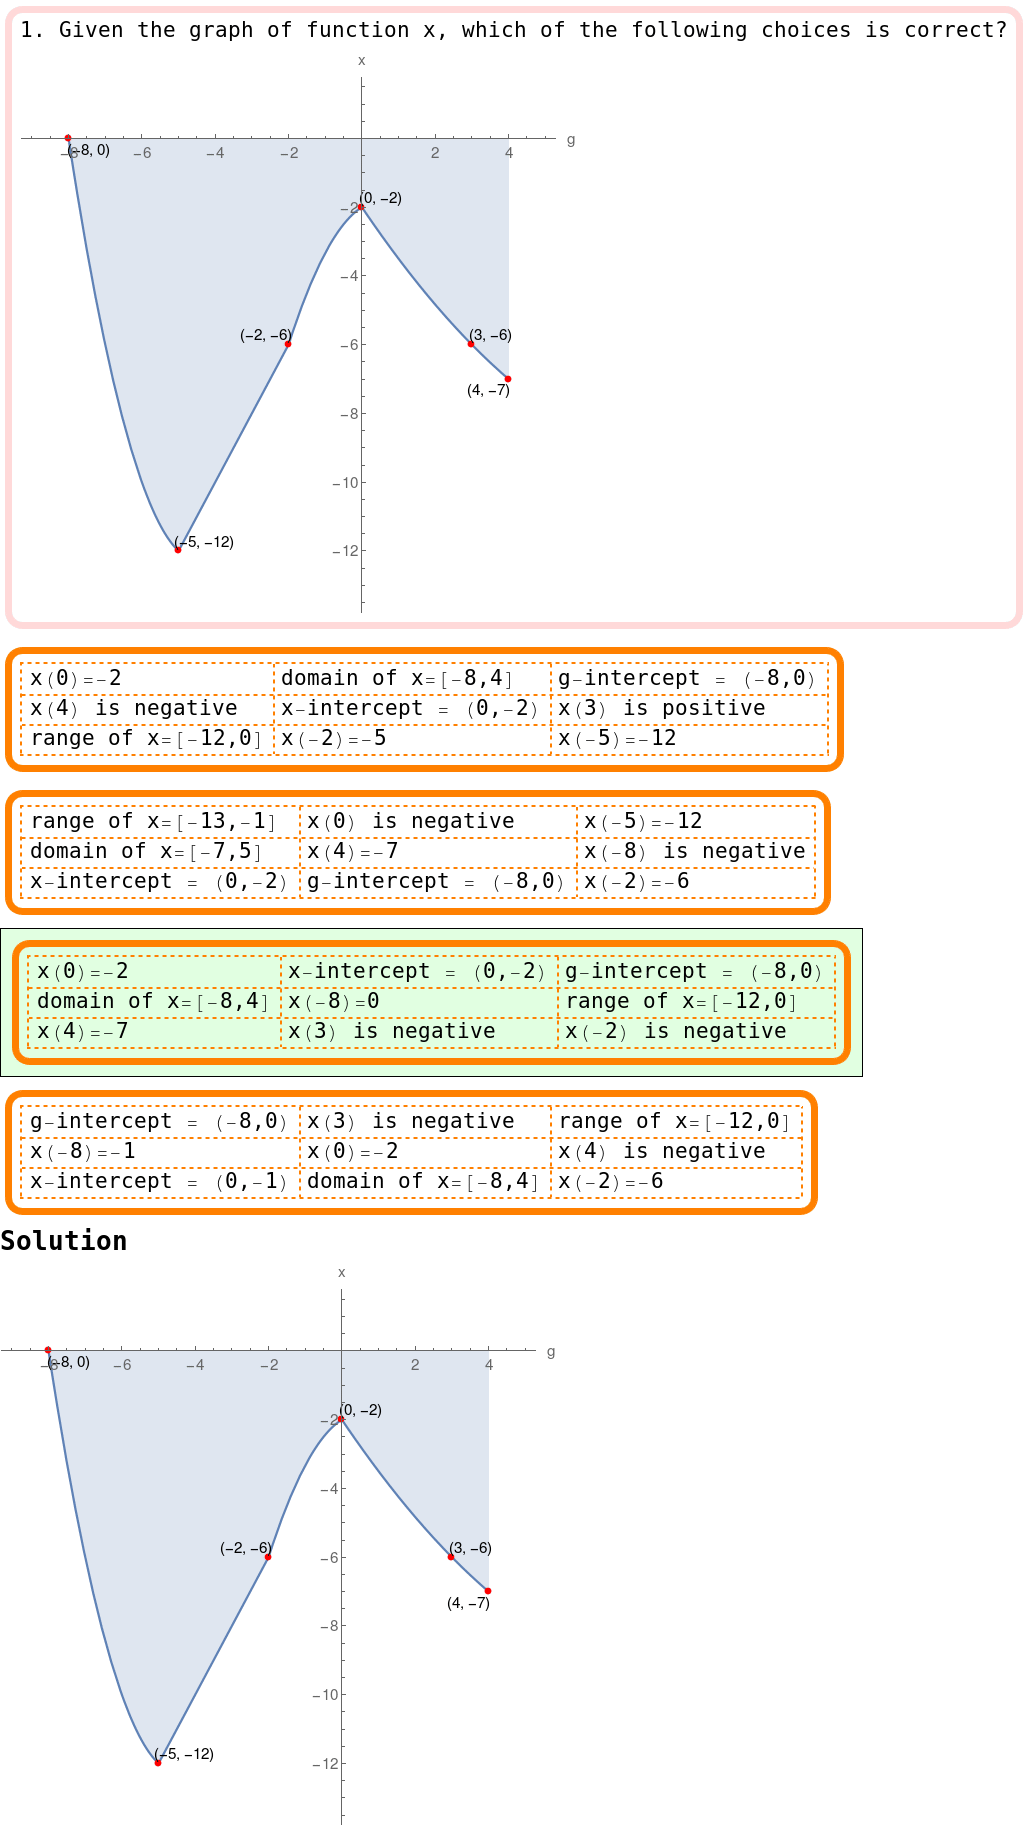 1. Given the graph of function x, which of the following choices is correct?
x
g
−8 −6 −4 −2 2 4
(−8, 0)
(0, −2)
−2
−4
(−2, −6)
−6
(3, −6)
(4, −7)
−8
−10
(−5, −12)
−12
x(0)=-2 domain of x=[-8,4] g-intercept = (-8,0)
x(4) is negative x-intercept = (0,-2) x(3) is positive
range of x=[-12,0] x(-2)=-5 x(-5)=-12
range of x=[-13,-1] x(0) is negative x(-5)=-12
domain of x=[-7,5] x(4)=-7 x(-8) is negative
x-intercept = (0,-2) g-intercept = (-8,0) x(-2)=-6
x(0)=-2 x-intercept = (0,-2) g-intercept = (-8,0)
domain of x=[-8,4] x(-8)=0 range of x=[-12,0]
x(4)=-7 x(3) is negative x(-2) is negative
g-intercept = (-8,0) x(3) is negative range of x=[-12,0]
x(-8)=-1 x(0)=-2 x(4) is negative
x-intercept = (0,-1) domain of x=[-8,4] x(-2)=-6
Solution
x
g
−8 −6 −4 −2 2 4
(−8, 0)
(0, −2)
−2
−4
(−2, −6)
−6
(3, −6)
(4, −7)
−8
−10
(−5, −12)
−12